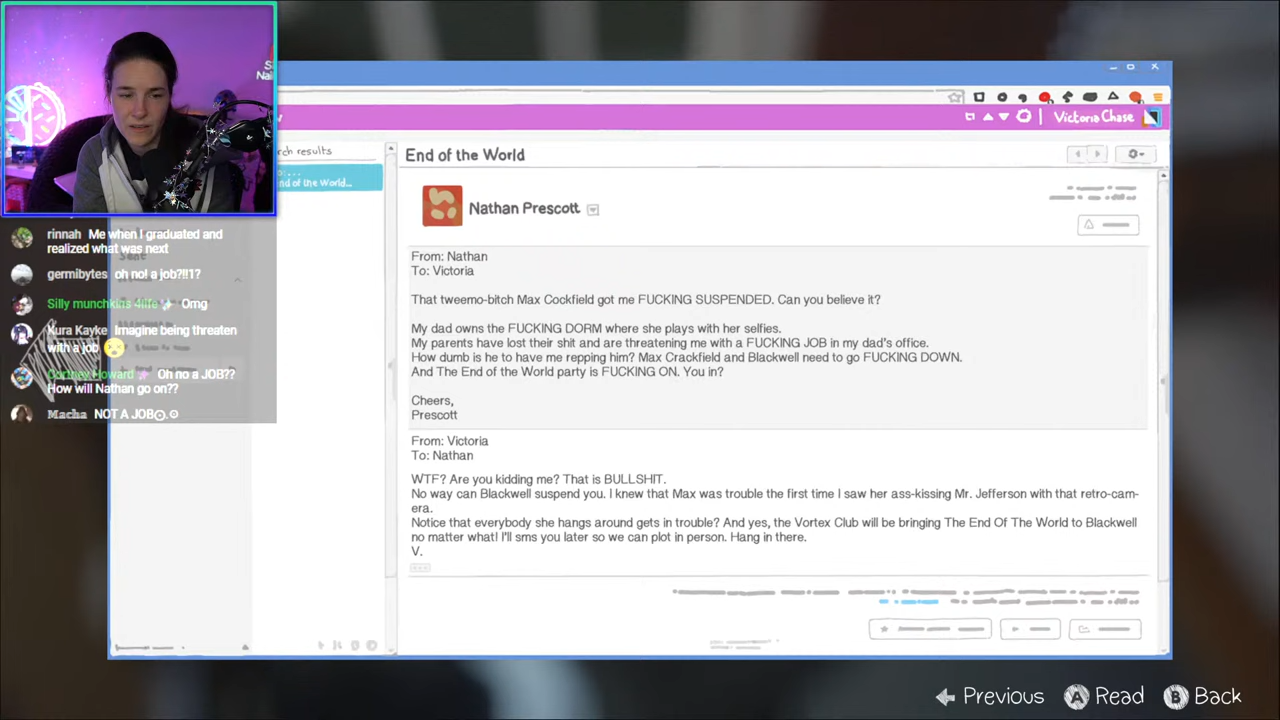 Victoria Chase
rch results
End of the World
nd of the World...
Nathan Prescott
From: Nathan
To: Victoria
That tweemo-bitch Max Cockfield got me FUCKING SUSPENDED. Can you believe it?
My dad owns the FUCKING DORM where she plays with her selfies.
My parents have lost their shit and are threatening me with a FUCKING JOB in my dad's office.
How dumb is he to have me repping him? Max Crackfield and Blackwell need to go FUCKING DOWN.
And The End of the World party is FUCKING ON. You in?
Cheers,
Prescott
From: Victoria
To: Nathan
WTF? Are you kidding me? That is BULLSHIT.
No way can Blackwell suspend you. I knew that Max was trouble the first time I saw her ass-kissing Mr. Jefferson with that retro-cam-
era.
Notice that everybody she hangs around gets in trouble? And yes, the Vortex Club will be bringing The End Of The World to Blackwell
no matter what! I'll sms you later so we can plot in person. Hang in there.
V.
rinnah Me when I graduated and
realized what was next
germibytes oh no! a job?!!1?
Silly munchkins 4life Omg
Kura Kayke Imagine being threaten
with a job
Cortney Howard Oh no a JOB??
How will Nathan go on??
Macha NOT A JOB
Previous
A Read
B Back